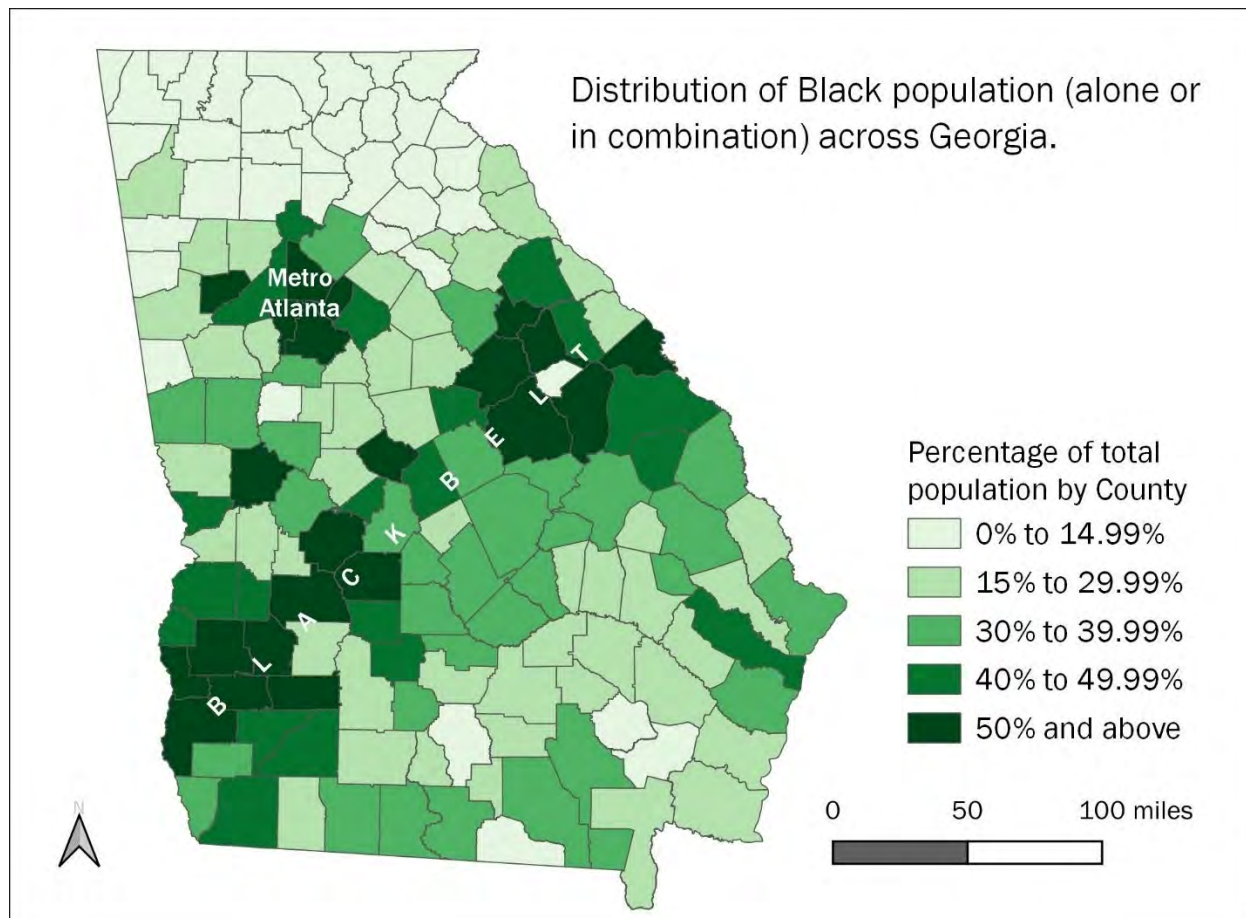 Distribution of Black population (alone or
in combination) across Georgia.
Metro
Atlanta
BLACK BELT
Percentage of total
population by County
0% to 14.99%
15% to 29.99%
30% to 39.99%
40% to 49.99%
50% and above
N
0 50 100 miles